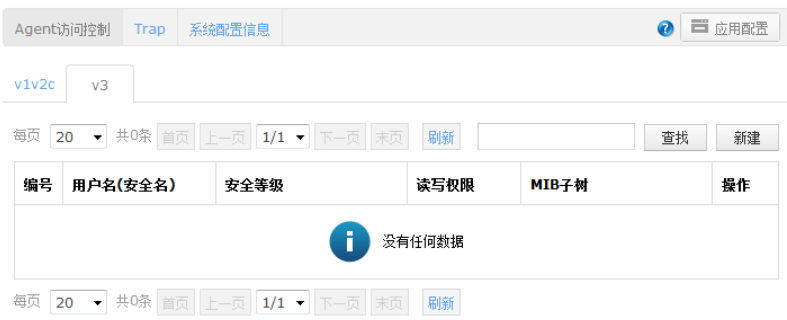 Agent访问控制 Trap 系统配置信息 ? 应用配置
v1v2c v3
每页 20 共0条 首页 上一页 1/1 下一页 末页 刷新 查找 新建
编号 用户名(安全名) 安全等级 读写权限 MIB子树 操作
没有任何数据
每页 20 共0条 首页 上一页 1/1 下一页 末页 刷新